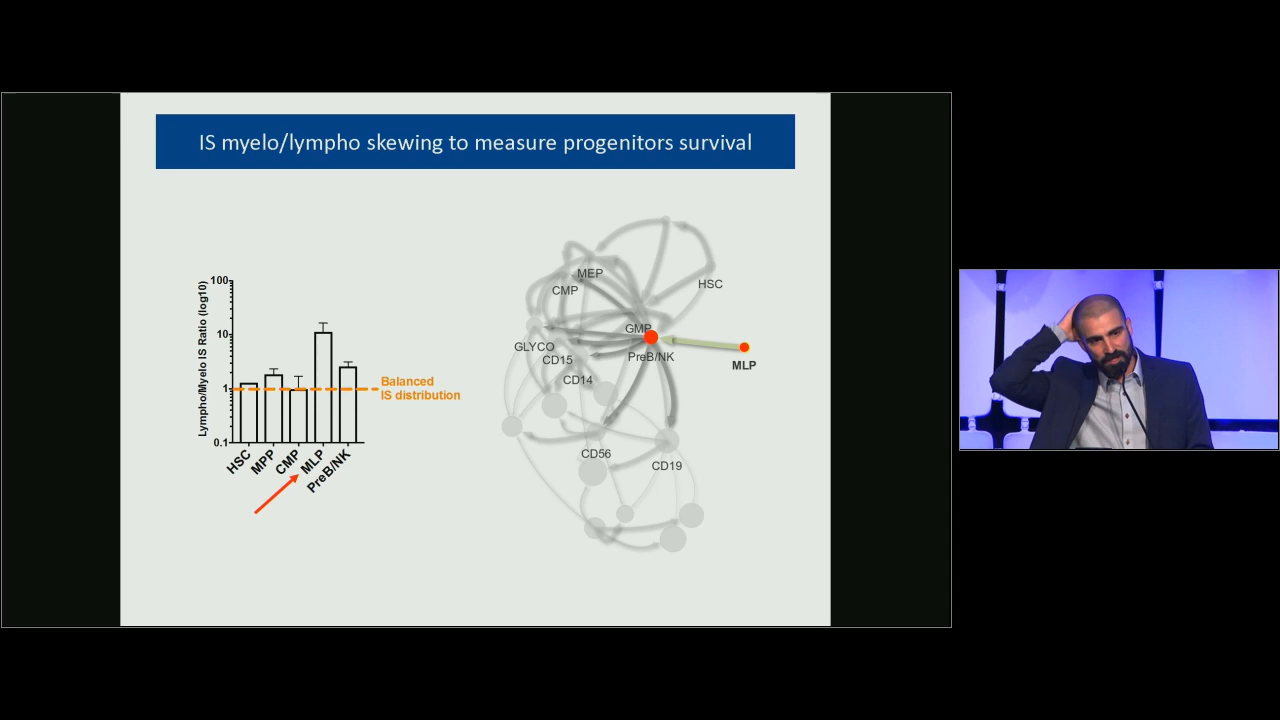 IS myelo/lympho skewing to measure progenitors survival
Lympho/Myelo IS Ratio (log10)
100
10
1
0.1
Balanced
IS distribution
HSC
MPP
CMP
MLP
PreB/NK
MEP
CMP
HSC
GMP
GLYCO
CD15
PreB/NK
MLP
CD14
CD56
CD19